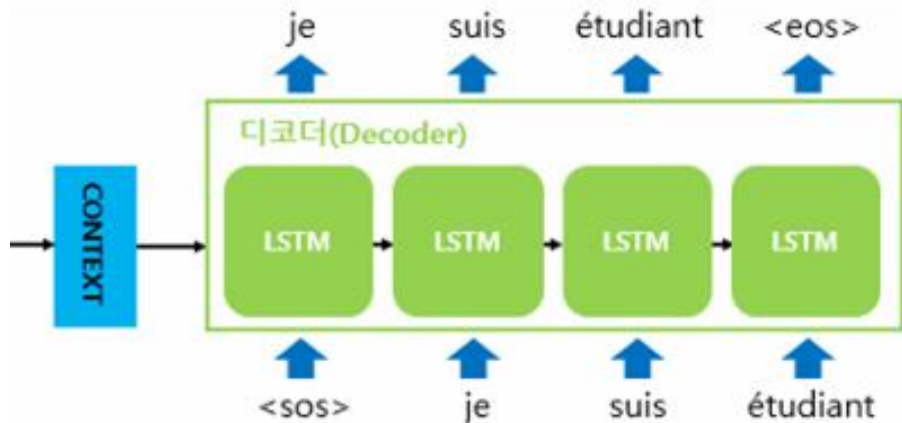 je suis étudiant <eos>
디코더(Decoder)
CONTEXT
LSTM LSTM LSTM LSTM
<sos> je suis étudiant